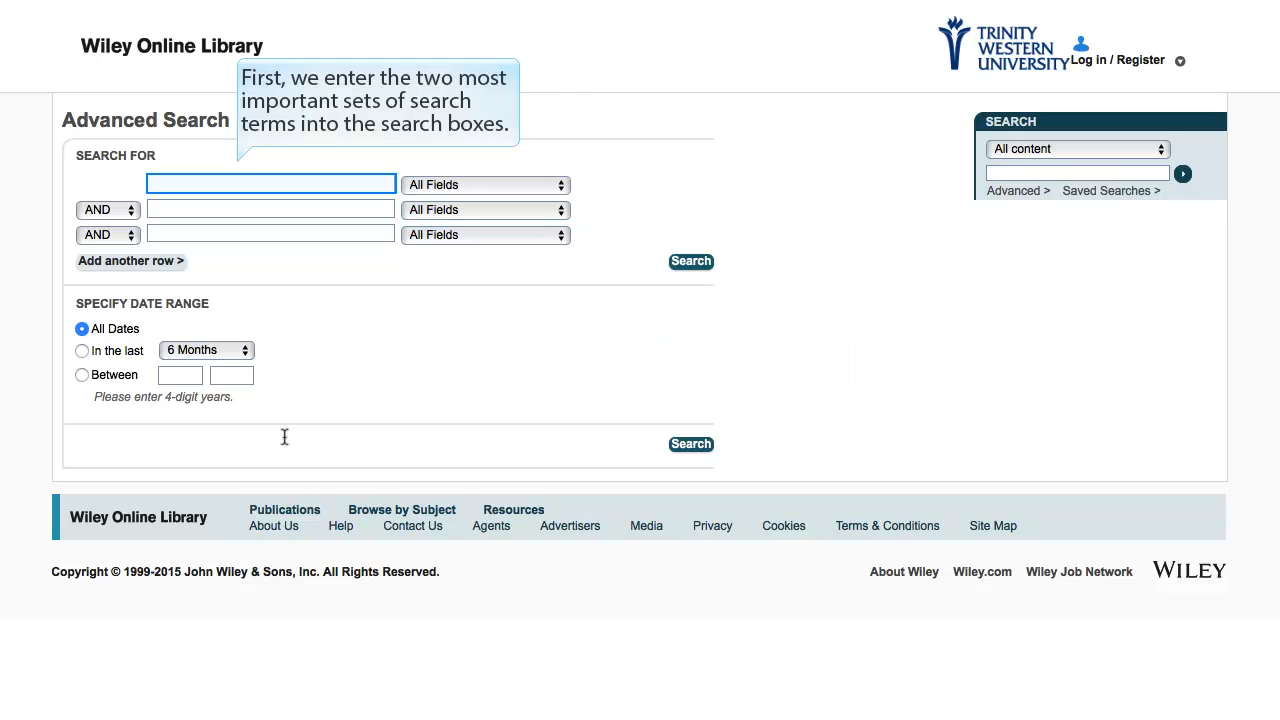 Wiley Online Library
TRINITY
WESTERN
UNIVERSITY
Log in / Register
First, we enter the two most
important sets of search
terms into the search boxes.
Advanced Search
SEARCH FOR
All Fields
AND All Fields
AND All Fields
Add another row >
Search
SPECIFY DATE RANGE
All Dates
In the last 6 Months
Between
Please enter 4-digit years.
Search
SEARCH
All content
Advanced > Saved Searches >
Wiley Online Library
Publications Browse by Subject Resources
About Us Help Contact Us Agents Advertisers Media Privacy Cookies Terms & Conditions Site Map
Copyright © 1999-2015 John Wiley & Sons, Inc. All Rights Reserved.
About Wiley Wiley.com Wiley Job Network WILEY